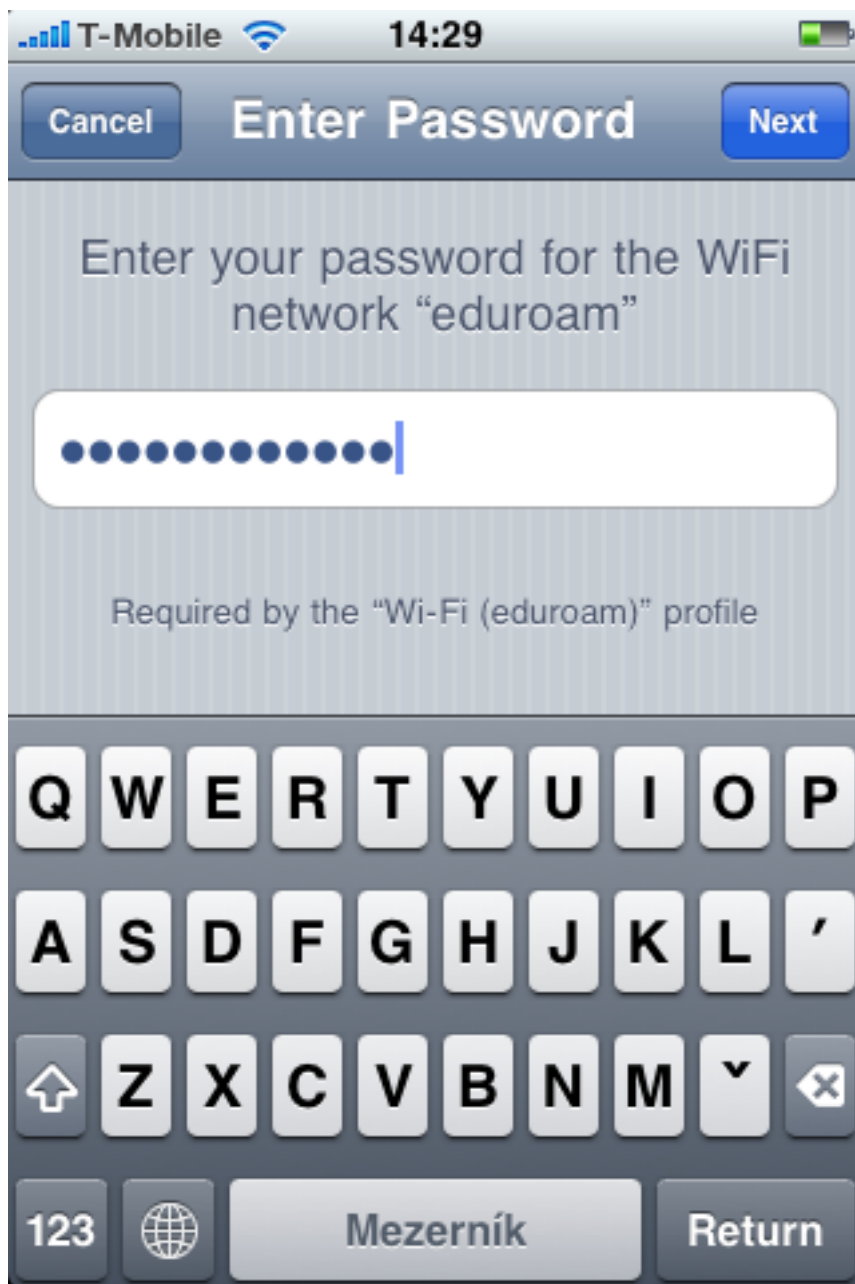 T-Mobile 14:29
Cancel Enter Password Next
Enter your password for the WiFi
network “eduroam”
••••••••••••
Required by the “Wi-Fi (eduroam)” profile
Q W E R T Y U I O P
A S D F G H J K L ´
Z X C V B N M ˇ
123 Mezerník Return